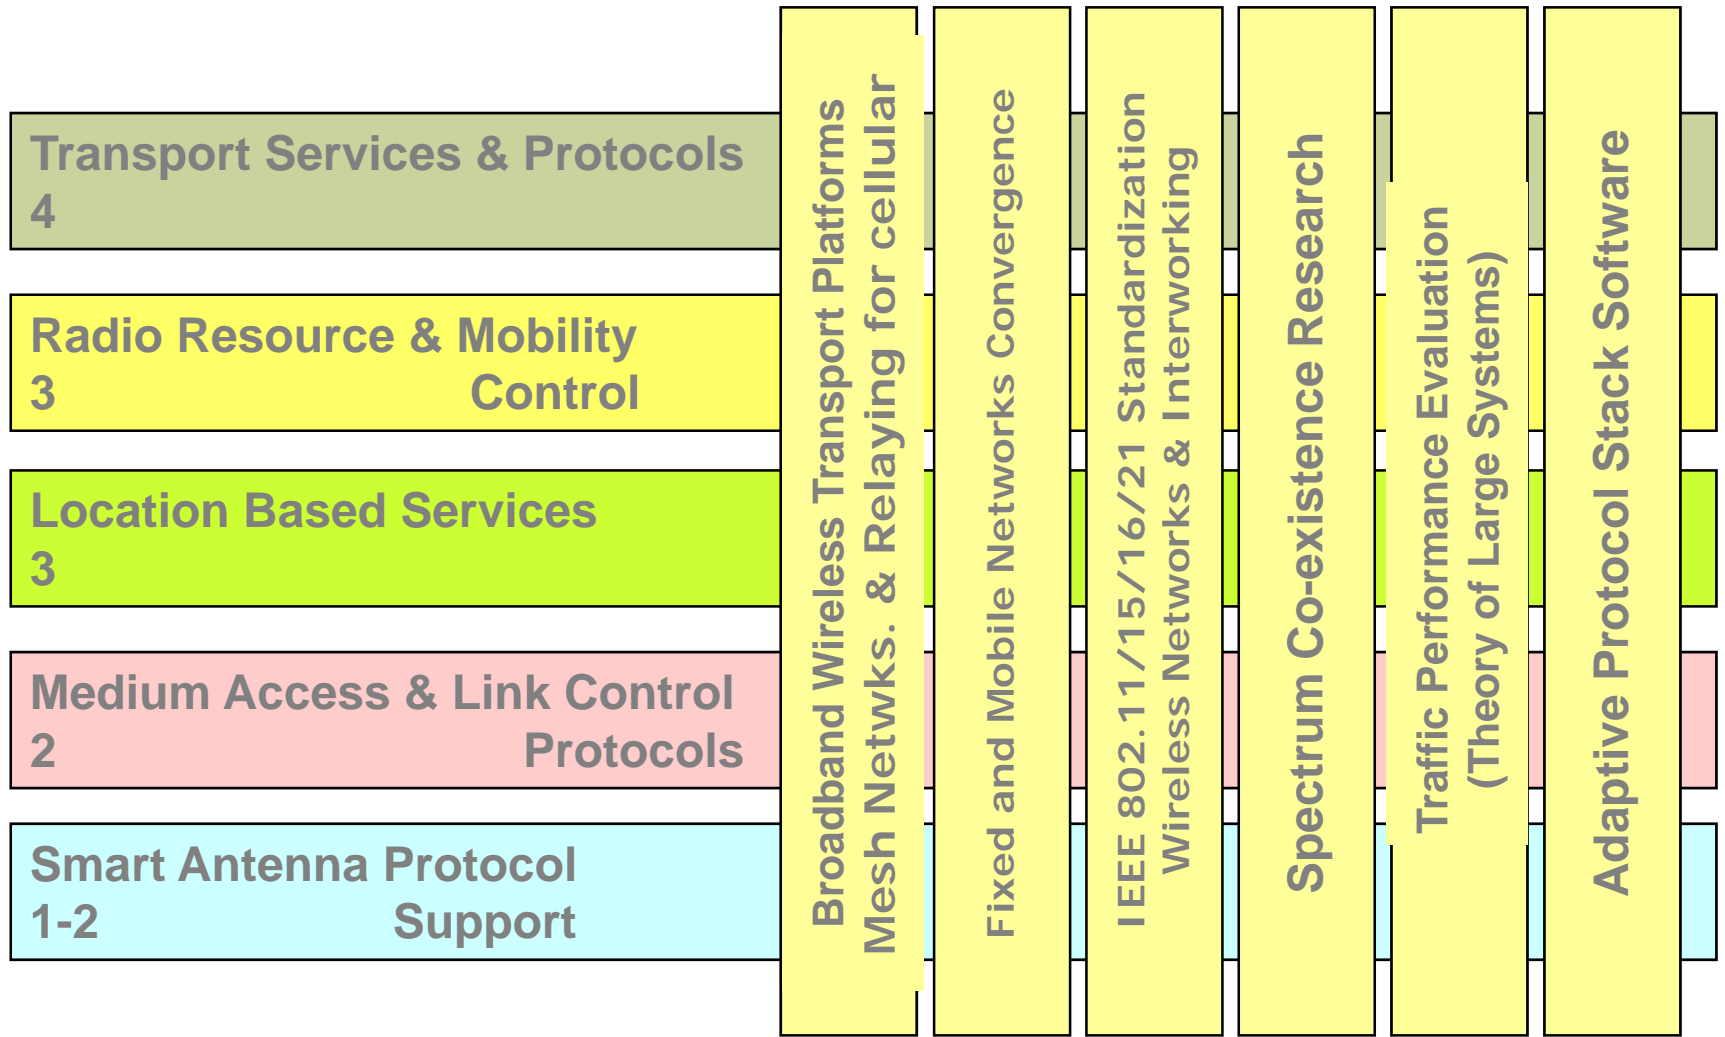 Transport Services & Protocols
4
Radio Resource & Mobility
3 Control
Location Based Services
3
Medium Access & Link Control
2 Protocols
Smart Antenna Protocol
1-2 Support
Broadband Wireless Transport Platforms
Mesh Netwks. & Relaying for cellular
Fixed and Mobile Networks Convergence
IEEE 802.11/15/16/21 Standardization
Wireless Networks & Interworking
Spectrum Co-existence Research
Traffic Performance Evaluation
(Theory of Large Systems)
Adaptive Protocol Stack Software